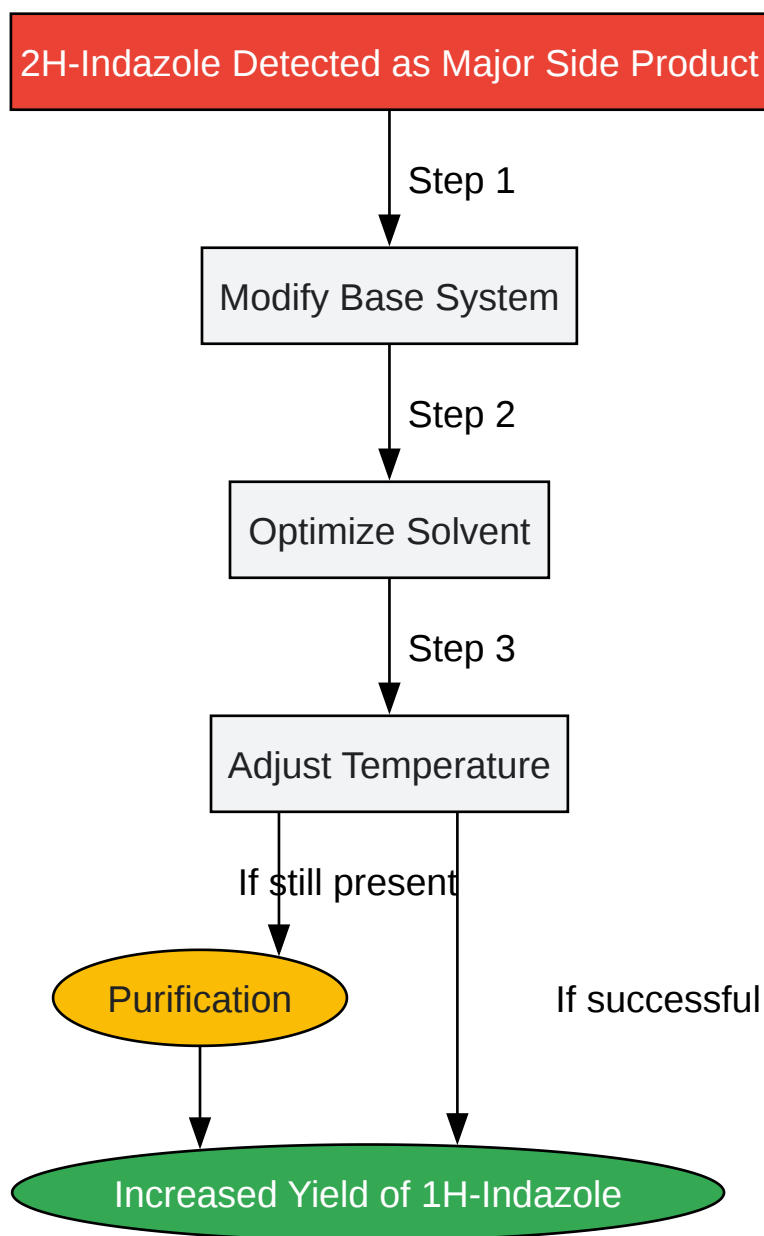 2H-Indazole Detected as Major Side Product
Step 1
Modify Base System
Step 2
Optimize Solvent
Step 3
Adjust Temperature
If still present
Purification
If successful
Increased Yield of 1H-Indazole